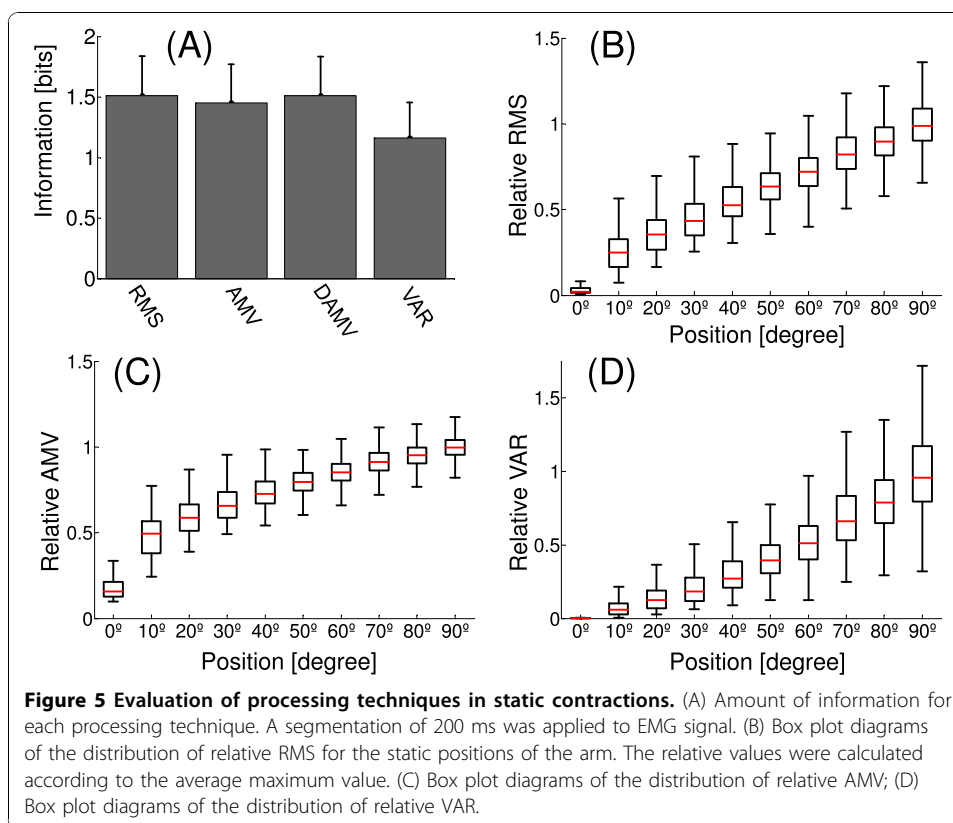 (A)
Information [bits]
2
1.5
1
0.5
0
RMS
AMV
DAMV
VAR
(B)
Relative RMS
1.5
1
0.5
0
0º 10º 20º 30º 40º 50º 60º 70º 80º 90º
Position [degree]
(C)
Relative AMV
1.5
1
0.5
0
0º 10º 20º 30º 40º 50º 60º 70º 80º 90º
Position [degree]
(D)
Relative VAR
1.5
1
0.5
0
0º 10º 20º 30º 40º 50º 60º 70º 80º 90º
Position [degree]
Figure 5 Evaluation of processing techniques in static contractions. (A) Amount of information for
each processing technique. A segmentation of 200 ms was applied to EMG signal. (B) Box plot diagrams
of the distribution of relative RMS for the static positions of the arm. The relative values were calculated
according to the average maximum value. (C) Box plot diagrams of the distribution of relative AMV; (D)
Box plot diagrams of the distribution of relative VAR.